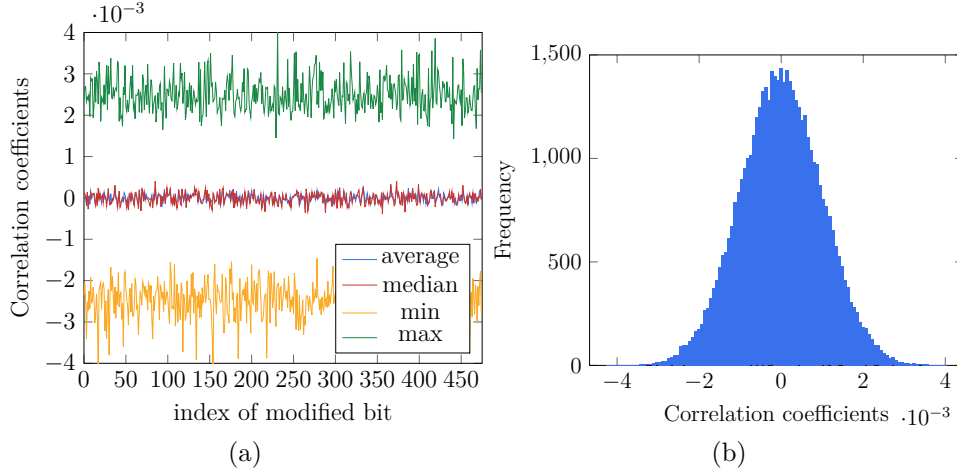 ·10−3
4
3
2
1
0
−1
−2
−3
−4
Correlation coefficients
average
median
min
max
0 50 100 150 200 250 300 350 400 450
index of modified bit
(a)
1,500
1,000
500
0
Frequency
−4 −2 0 2 4
Correlation coefficients ·10−3
(b)